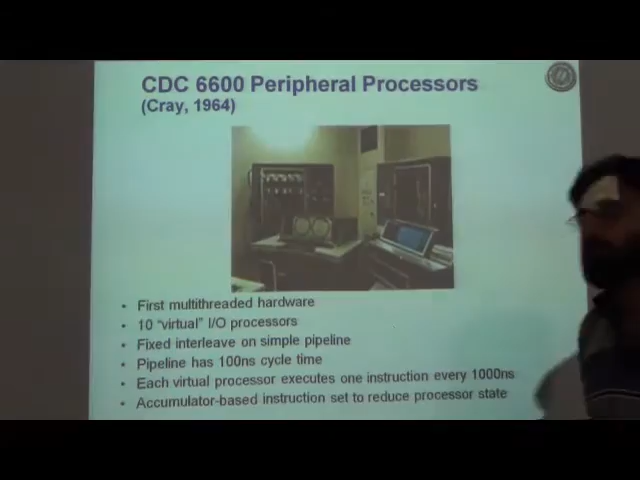 CDC 6600 Peripheral Processors
(Cray, 1964)
• First multithreaded hardware
• 10 "virtual" I/O processors
• Fixed interleave on simple pipeline
• Pipeline has 100ns cycle time
• Each virtual processor executes one instruction every 1000ns
• Accumulator-based instruction set to reduce processor state